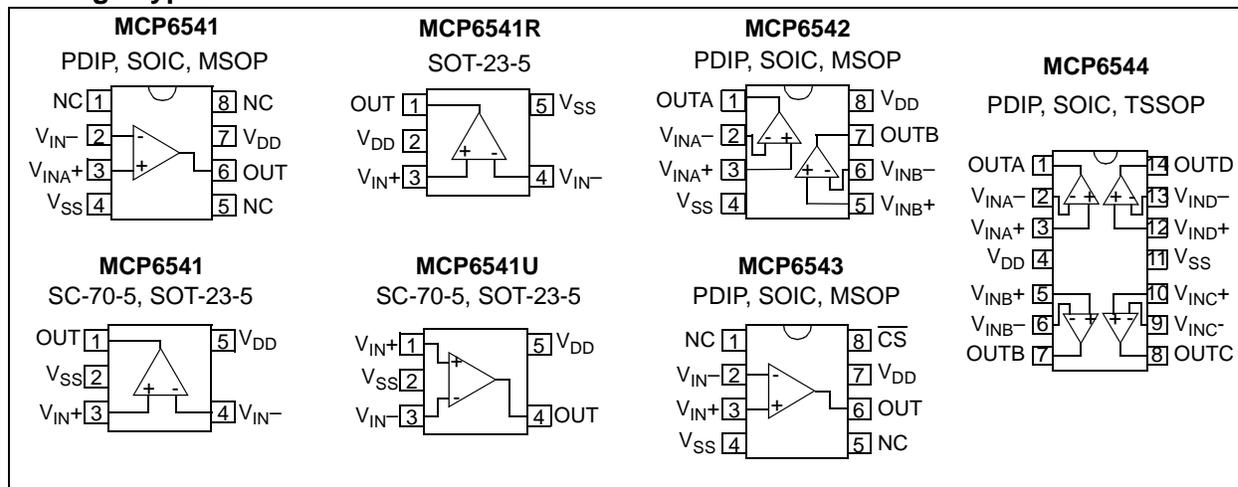 MCP6541
PDIP, SOIC, MSOP
NC 1 8 NC
VIN– 2 - 7 VDD
VINA+ 3 + 6 OUT
VSS 4 5 NC
MCP6541R
SOT-23-5
OUT 1 5 VSS
VDD 2
VIN+ 3 + - 4 VIN–
MCP6542
PDIP, SOIC, MSOP
OUTA 1 8 VDD
VINA– 2 - + 7 OUTB
VINA+ 3 + - 6 VINB–
VSS 4 5 VINB+
MCP6544
PDIP, SOIC, TSSOP
OUTA 1 14 OUTD
VINA– 2 - + + - 13 VIND–
VINA+ 3 12 VIND+
VDD 4 11 VSS
VINB+ 5 10 VINC+
VINB– 6 - + + - 9 VINC-
OUTB 7 8 OUTC
MCP6541
SC-70-5, SOT-23-5
OUT 1 5 VDD
VSS 2
VIN+ 3 + - 4 VIN–
MCP6541U
SC-70-5, SOT-23-5
VIN+ 1 + 5 VDD
VSS 2
VIN– 3 - 4 OUT
MCP6543
PDIP, SOIC, MSOP
NC 1 8 C̅S̅
VIN– 2 - 7 VDD
VIN+ 3 + 6 OUT
VSS 4 5 NC